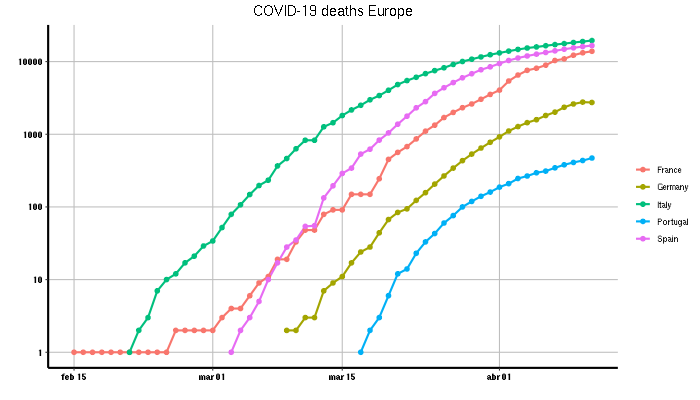 COVID-19 deaths Europe
10000
1000
100
10
1
feb 15
mar 01
mar 15
abr 01
France
Germany
Italy
Portugal
Spain